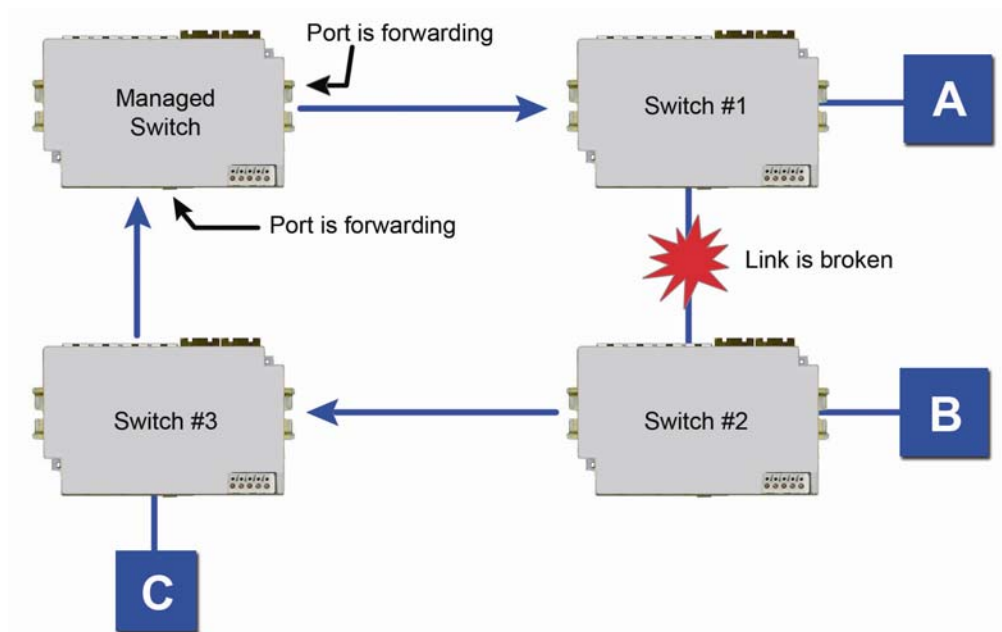 Port is forwarding
Managed
Switch
Switch #1
A
Port is forwarding
Link is broken
Switch #3
Switch #2
B
C